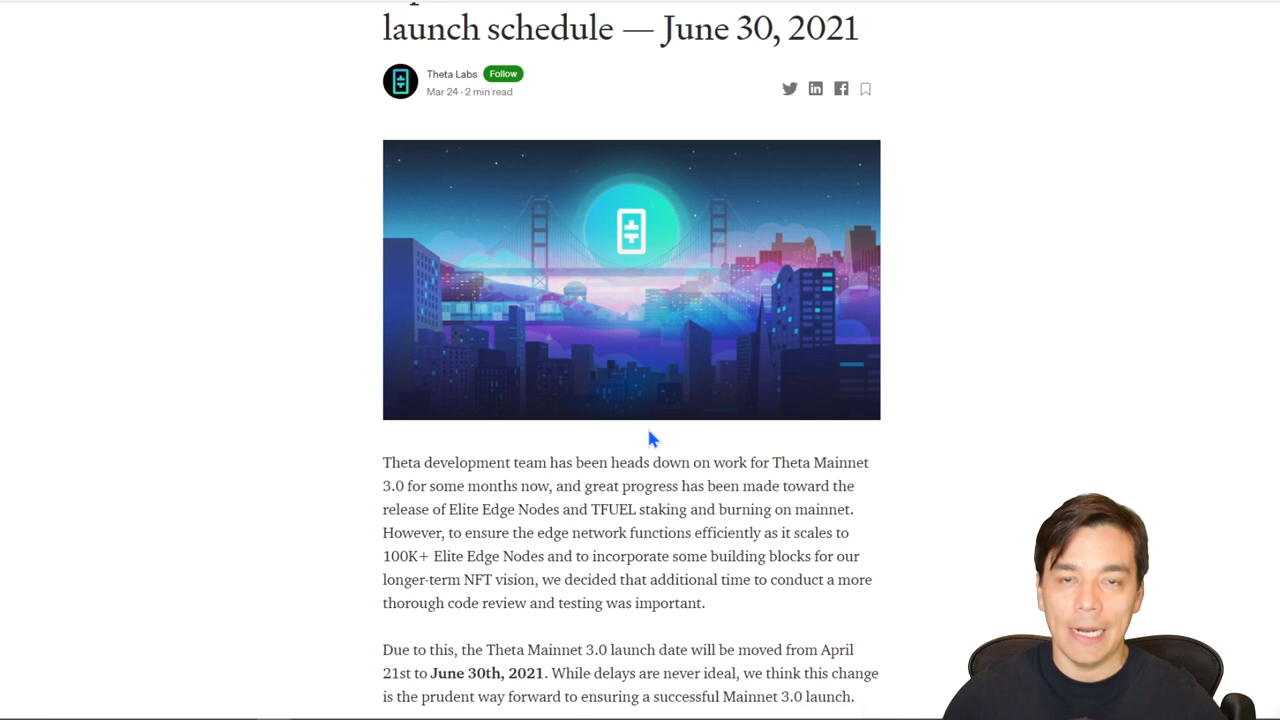 launch schedule — June 30, 2021
Theta Labs Follow
Mar 24 · 2 min read
Theta development team has been heads down on work for Theta Mainnet
3.0 for some months now, and great progress has been made toward the
release of Elite Edge Nodes and TFUEL staking and burning on mainnet.
However, to ensure the edge network functions efficiently as it scales to
100K+ Elite Edge Nodes and to incorporate some building blocks for our
longer-term NFT vision, we decided that additional time to conduct a more
thorough code review and testing was important.
Due to this, the Theta Mainnet 3.0 launch date will be moved from April
21st to June 30th, 2021. While delays are never ideal, we think this change
is the prudent way forward to ensuring a successful Mainnet 3.0 launch.